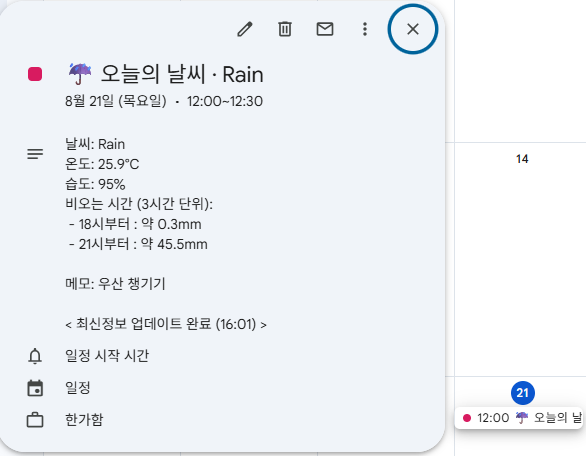 ☂️ 오늘의 날씨 · Rain
8월 21일 (목요일) • 12:00~12:30
날씨: Rain
온도: 25.9°C
습도: 95%
비오는 시간 (3시간 단위):
- 18시부터 : 약 0.3mm
- 21시부터 : 약 45.5mm
메모: 우산 챙기기
< 최신정보 업데이트 완료 (16:01) >
일정 시작 시간
일정
한가함
14
21
12:00 ☂️ 오늘의 날